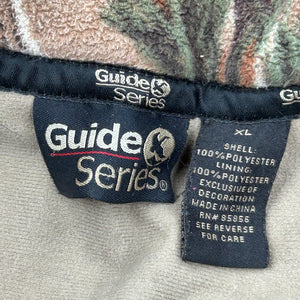 Guide
Series
Guide
Series ®
XL
SHELL:
100% POLYESTER
LINING:
100% POLYESTER
EXCLUSIVE OF
DECORATION
MADE IN CHINA
RN# 85856
SEE REVERSE
FOR CARE
Gui